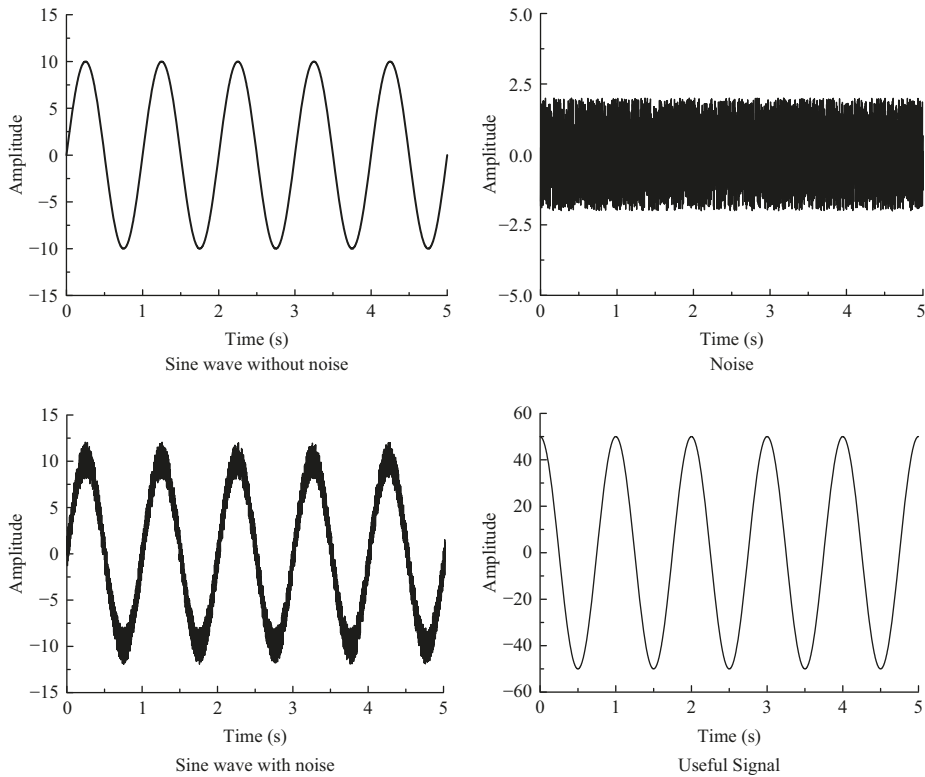 15
10
5
0
−5
−10
−15
Amplitude
0 1 2 3 4 5
Time (s)
Sine wave without noise
5.0
2.5
0.0
−2.5
−5.0
Amplitude
0 1 2 3 4 5
Time (s)
Noise
15
10
5
0
−5
−10
−15
Amplitude
0 1 2 3 4 5
Time (s)
Sine wave with noise
60
40
20
0
−20
−40
−60
Amplitude
0 1 2 3 4 5
Time (s)
Useful Signal